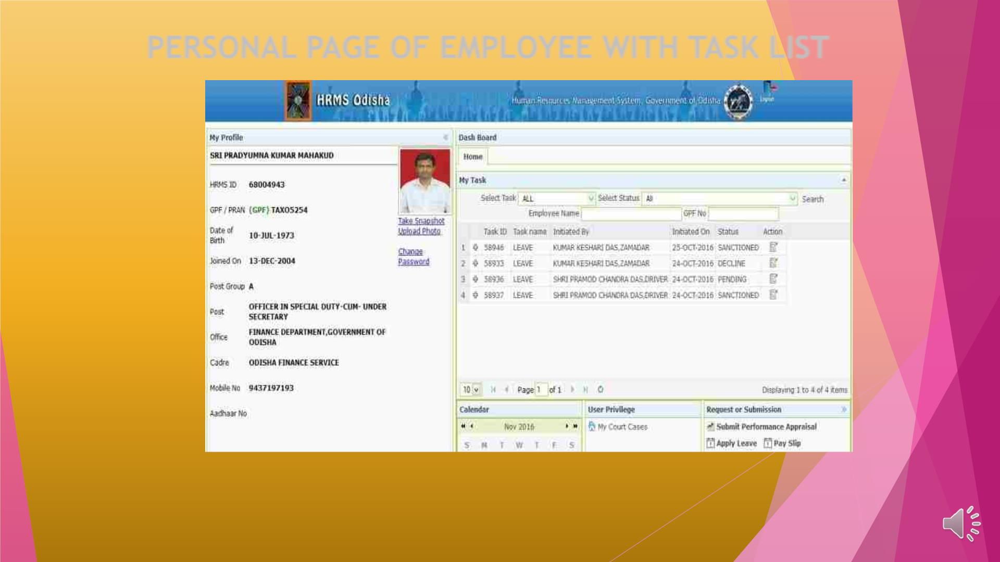 PERSONAL PAGE OF EMPLOYEE WITH TASK LIST
HRMS Odisha
Human Resources Management System, Government of Odisha
Logout
My Profile
SRI PRADYUMNA KUMAR MAHAKUD
HRMS ID 68004943
GPF / PRAN (GPF) TAXO5254
Date of Birth 10-JUL-1973
Joined On 13-DEC-2004
Post Group A
Post OFFICER IN SPECIAL DUTY-CUM- UNDER
SECRETARY
Office FINANCE DEPARTMENT,GOVERNMENT OF
ODISHA
Cadre ODISHA FINANCE SERVICE
Mobile No 9437197193
Aadhaar No
Take Snapshot
Upload Photo
Change
Password
Dash Board
Home
My Task
Select Task ALL Select Status All Search
Employee Name GPF No
Task ID Task name Initiated By Initiated On Status Action
1 58946 LEAVE KUMAR KESHARI DAS,ZAMADAR 25-OCT-2016 SANCTIONED
2 58933 LEAVE KUMAR KESHARI DAS,ZAMADAR 24-OCT-2016 DECLINE
3 58936 LEAVE SHRI PRAMOD CHANDRA DAS,DRIVER 24-OCT-2016 PENDING
4 58937 LEAVE SHRI PRAMOD CHANDRA DAS,DRIVER 24-OCT-2016 SANCTIONED
10 Page 1 of 1 Displaying 1 to 4 of 4 items
Calendar
Nov 2016
S M T W T F S
User Privilege
My Court Cases
Request or Submission
Submit Performance Appraisal
Apply Leave Pay Slip